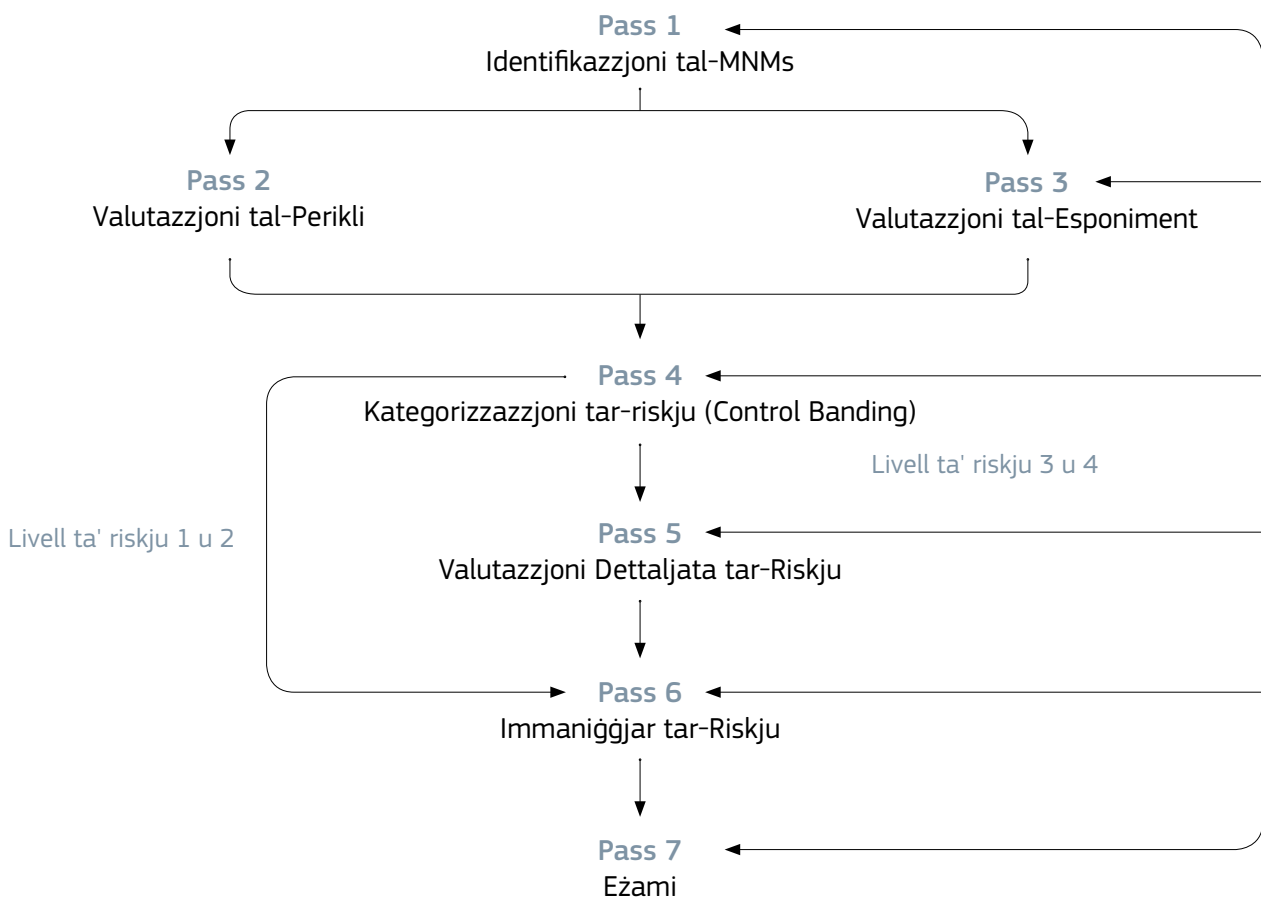 Pass 1
Identifikazzjoni tal-MNMs
Pass 2
Valutazzjoni tal-Perikli
Pass 3
Valutazzjoni tal-Esponiment
Pass 4
Kategorizzazzjoni tar-riskju (Control Banding)
Livell ta' riskju 3 u 4
Livell ta' riskju 1 u 2
Pass 5
Valutazzjoni Dettaljata tar-Riskju
Pass 6
Immaniġġjar tar-Riskju
Pass 7
Eżami